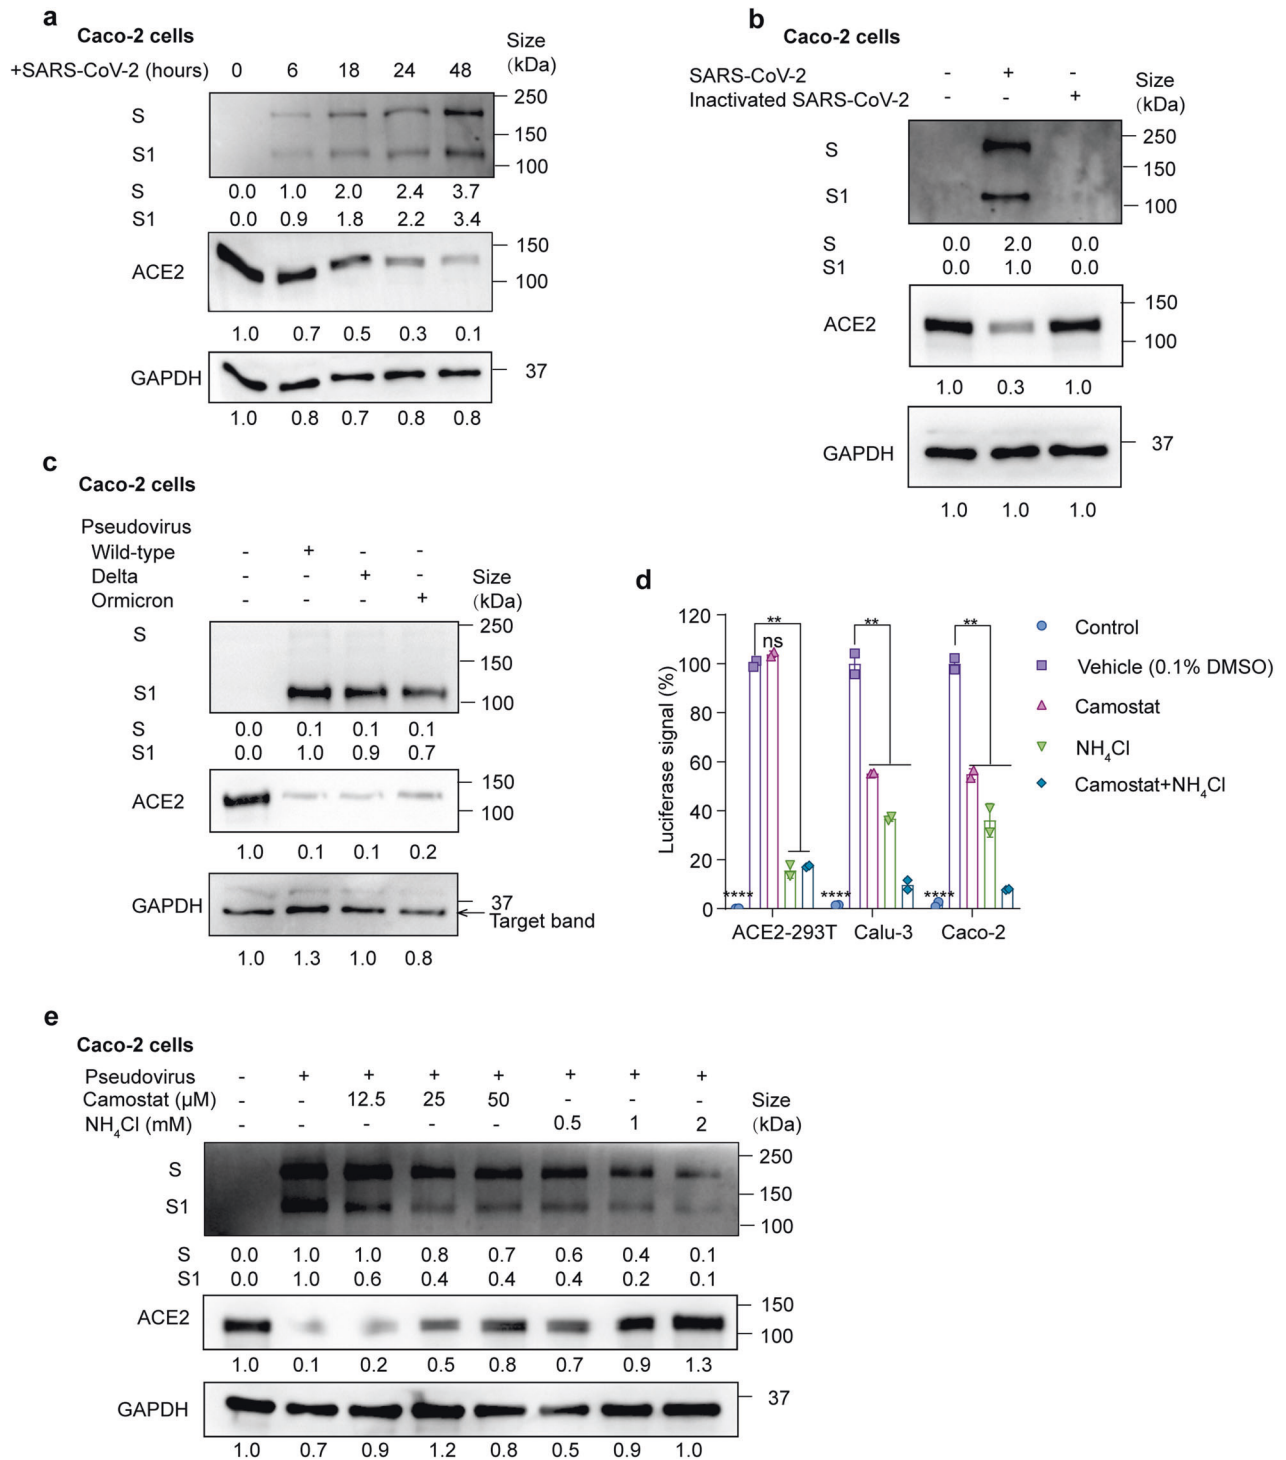 a
Caco-2 cells
Size
(kDa)
+SARS-CoV-2 (hours) 0 6 18 24 48
250
S
150
S1
100
S 0.0 1.0 2.0 2.4 3.7
S1 0.0 0.9 1.8 2.2 3.4
150
ACE2
100
1.0 0.7 0.5 0.3 0.1
GAPDH 37
1.0 0.8 0.7 0.8 0.8
b
Caco-2 cells
SARS-CoV-2 - + -
Inactivated SARS-CoV-2 - - +
Size
(kDa)
250
S
150
S1
100
S 0.0 2.0 0.0
S1 0.0 1.0 0.0
150
ACE2
100
1.0 0.3 1.0
37
GAPDH
1.0 1.0 1.0
c
Caco-2 cells
Pseudovirus
Wild-type - + - -
Delta - - + -
Ormicron - - - +
Size
(kDa)
250
S
150
S1
100
S 0.0 0.1 0.1 0.1
S1 0.0 1.0 0.9 0.7
150
ACE2
100
1.0 0.1 0.1 0.2
GAPDH 37
Target band
1.0 1.3 1.0 0.8
d
Luciferase signal (%)
120
100
80
60
40
20
0
** ** **
ns
**** **** ****
ACE2-293T Calu-3 Caco-2
Control
Vehicle (0.1% DMSO)
Camostat
NH4Cl
Camostat+NH4Cl
e
Caco-2 cells
Pseudovirus - + + + + + + +
Camostat (µM) - - 12.5 25 50 - - -
NH4Cl (mM) - - - - - 0.5 1 2
Size
(kDa)
250
S
150
S1
100
S 0.0 1.0 1.0 0.8 0.7 0.6 0.4 0.1
S1 0.0 1.0 0.6 0.4 0.4 0.4 0.2 0.1
150
ACE2
100
1.0 0.1 0.2 0.5 0.8 0.7 0.9 1.3
37
GAPDH
1.0 0.7 0.9 1.2 0.8 0.5 0.9 1.0